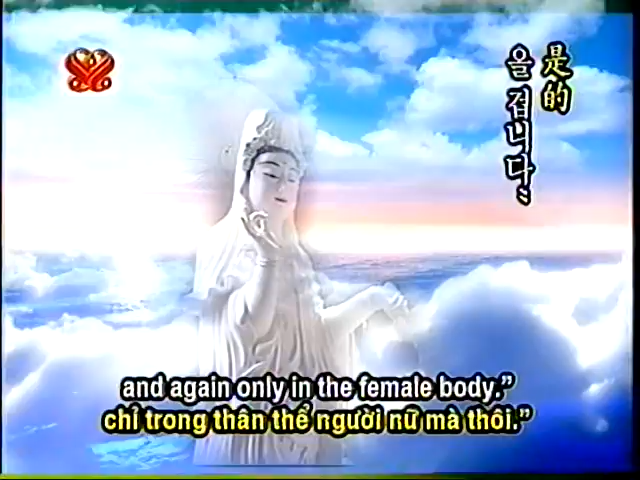 是的
을 겁니다."
and again only in the female body.”
chỉ trong thân thể người nữ mà thôi.”